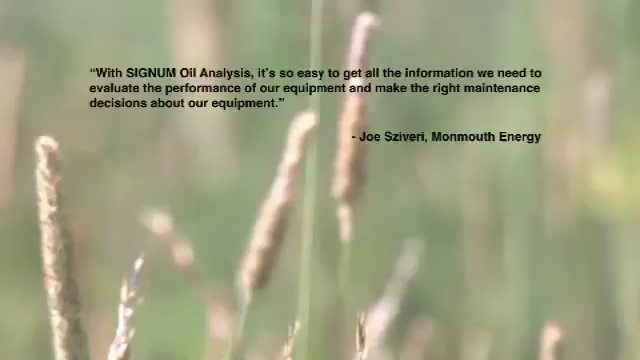 “With SIGNUM Oil Analysis, it’s so easy to get all the information we need to
evaluate the performance of our equipment and make the right maintenance
decisions about our equipment.”
- Joe Sziveri, Monmouth Energy